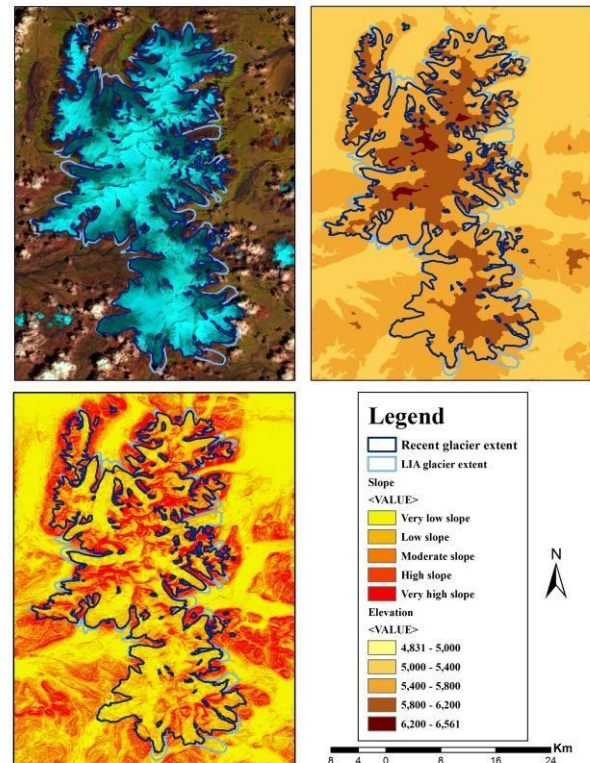 Legend
Recent glacier extent
LIA glacier extent
Slope
<VALUE>
Very low slope
Low slope
Moderate slope
High slope
Very high slope
Elevation
<VALUE>
4,831 - 5,000
5,000 - 5,400
5,400 - 5,800
5,800 - 6,200
6,200 - 6,561
N
8 4 0 8 16 24
Km